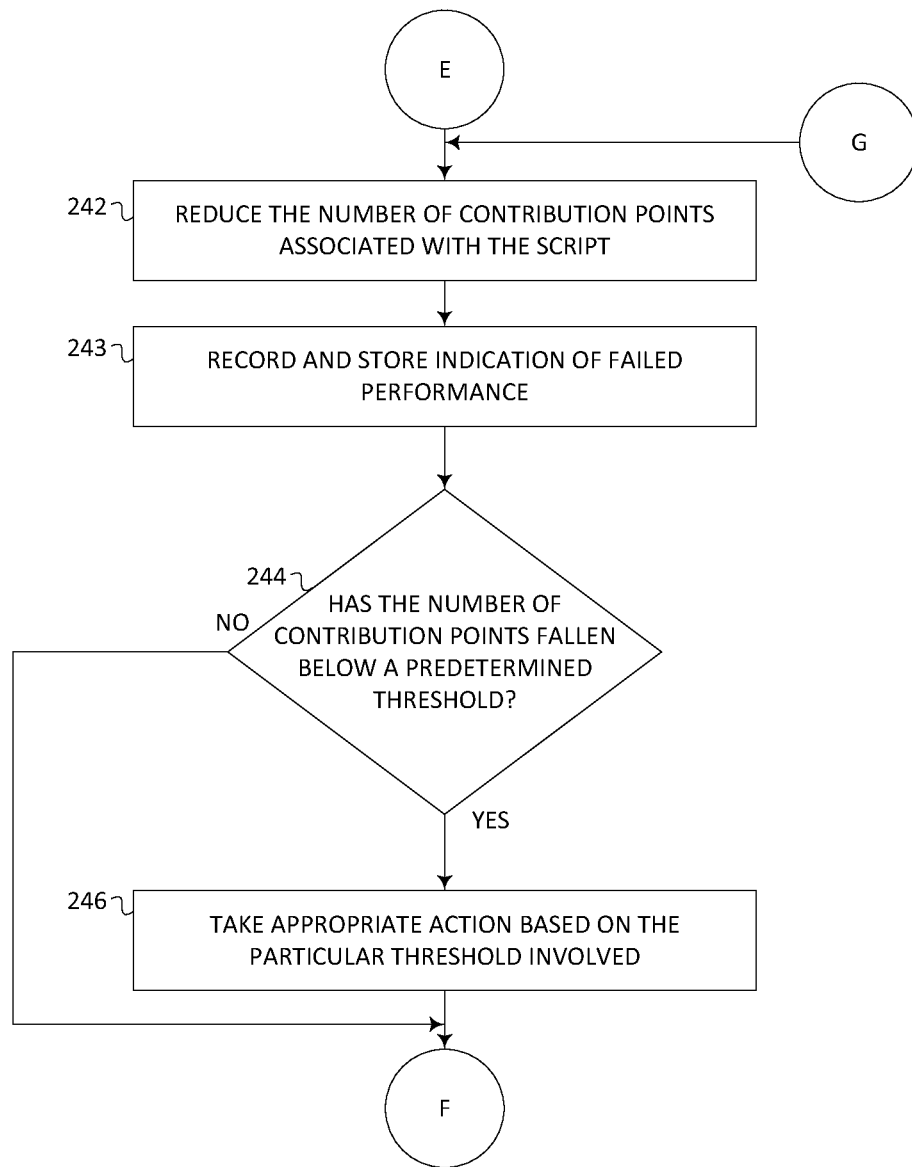 E
G
242
REDUCE THE NUMBER OF CONTRIBUTION POINTS
ASSOCIATED WITH THE SCRIPT
243
RECORD AND STORE INDICATION OF FAILED
PERFORMANCE
244
HAS THE NUMBER OF
CONTRIBUTION POINTS FALLEN
BELOW A PREDETERMINED
THRESHOLD?
NO
YES
246
TAKE APPROPRIATE ACTION BASED ON THE
PARTICULAR THRESHOLD INVOLVED
F